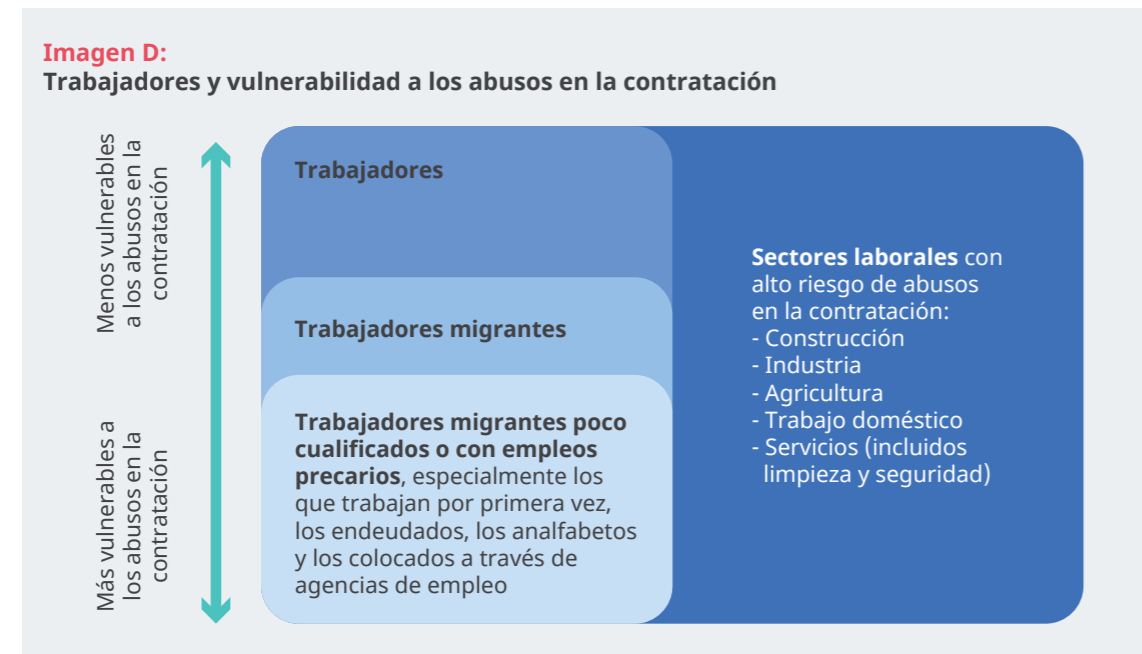 Imagen D:
Trabajadores y vulnerabilidad a los abusos en la contratación
Menos vulnerables
a los abusos en la
contratación
Más vulnerables a
los abusos en la
contratación
Trabajadores
Trabajadores migrantes
Trabajadores migrantes poco
cualificados o con empleos
precarios, especialmente los
que trabajan por primera vez,
los endeudados, los analfabetos
y los colocados a través de
agencias de empleo
Sectores laborales con
alto riesgo de abusos
en la contratación:
- Construcción
- Industria
- Agricultura
- Trabajo doméstico
- Servicios (incluidos
limpieza y seguridad)